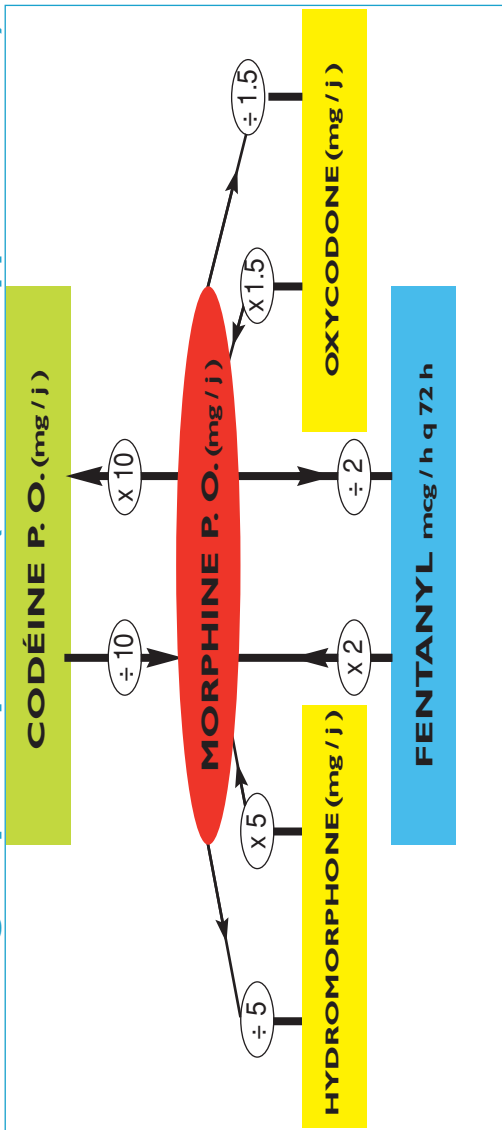 CODÉINE P. O. (mg / j)
÷ 10
x 10
MORPHINE P. O. (mg / j)
÷ 5
x 5
x 2
÷ 2
x 1.5
÷ 1.5
HYDROMORPHONE (mg / j)
OXYCODONE (mg / j)
FENTANYL mcg / h q 72 h